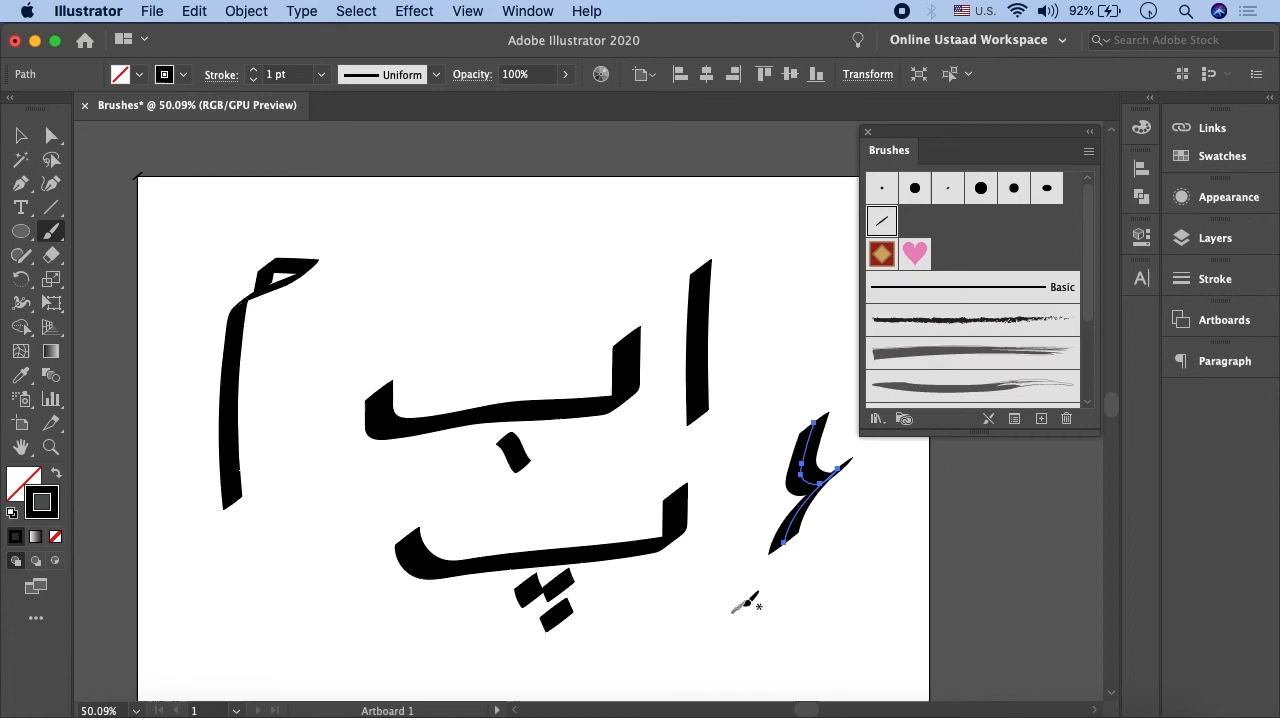 Illustrator File Edit Object Type Select Effect View Window Help U.S. 92%
Adobe Illustrator 2020 Online Ustaad Workspace Search Adobe Stock
Path Stroke: 1 pt Uniform Opacity: 100% Transform
Brushes* @ 50.09% (RGB/GPU Preview)
Brushes
Basic
Links
Swatches
Appearance
Layers
Stroke
Artboards
Paragraph
ا ب م
پ
50.09% 1 Artboard 1